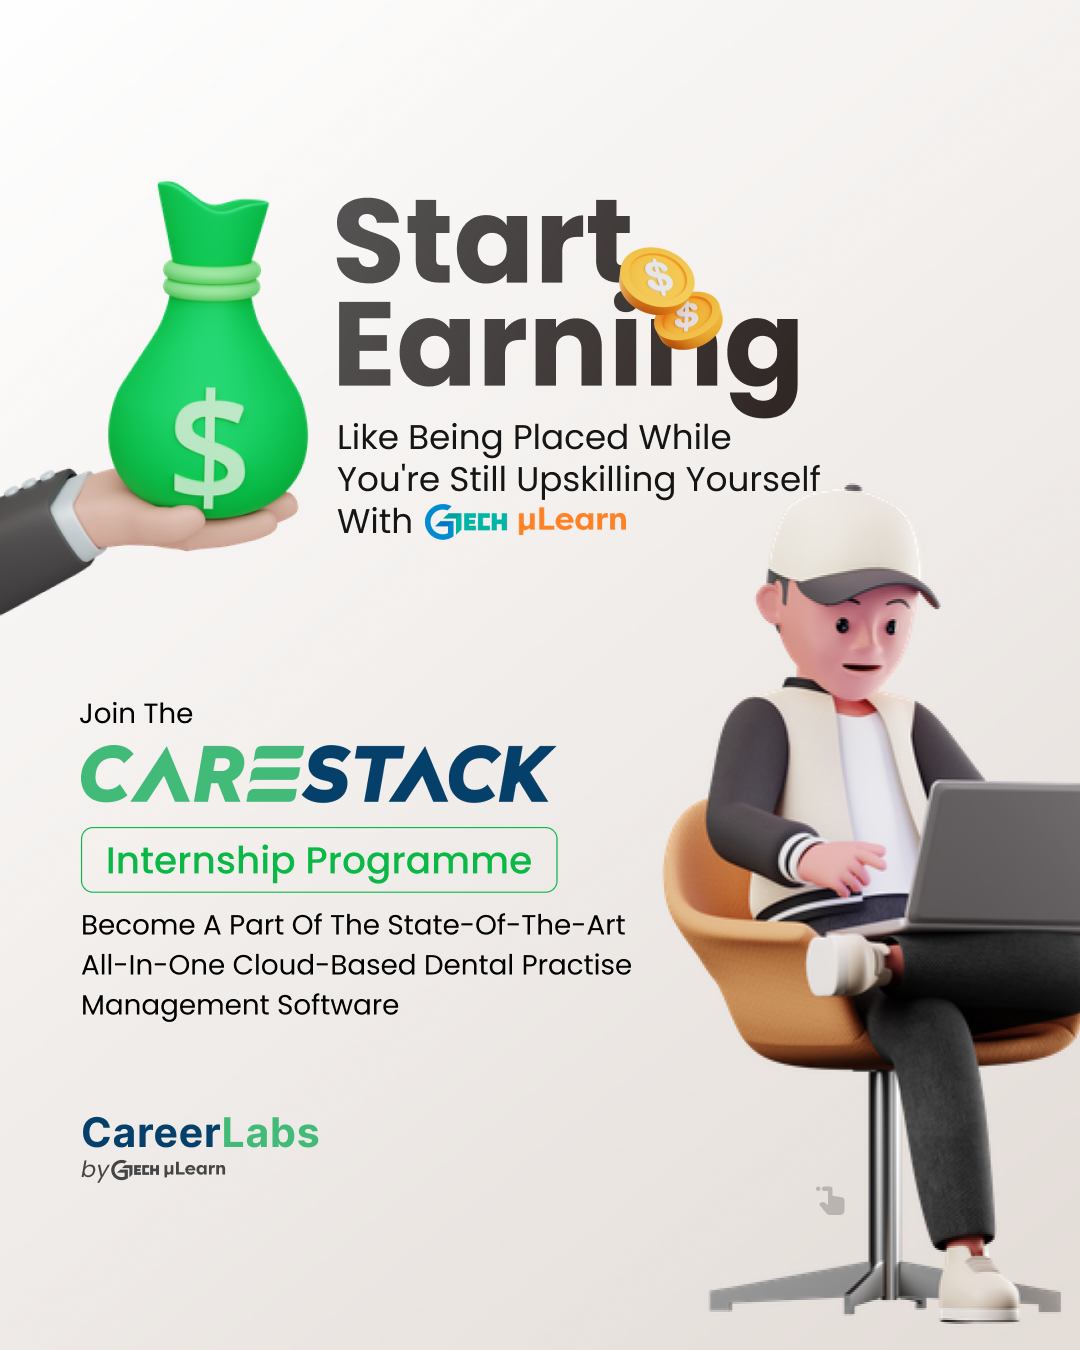 Start
Earning
Like Being Placed While
You're Still Upskilling Yourself
With GTECH µLearn
Join The
CARESTACK
Internship Programme
Become A Part Of The State-Of-The-Art
All-In-One Cloud-Based Dental Practise
Management Software
CareerLabs
by GTECH µLearn
$
$
$